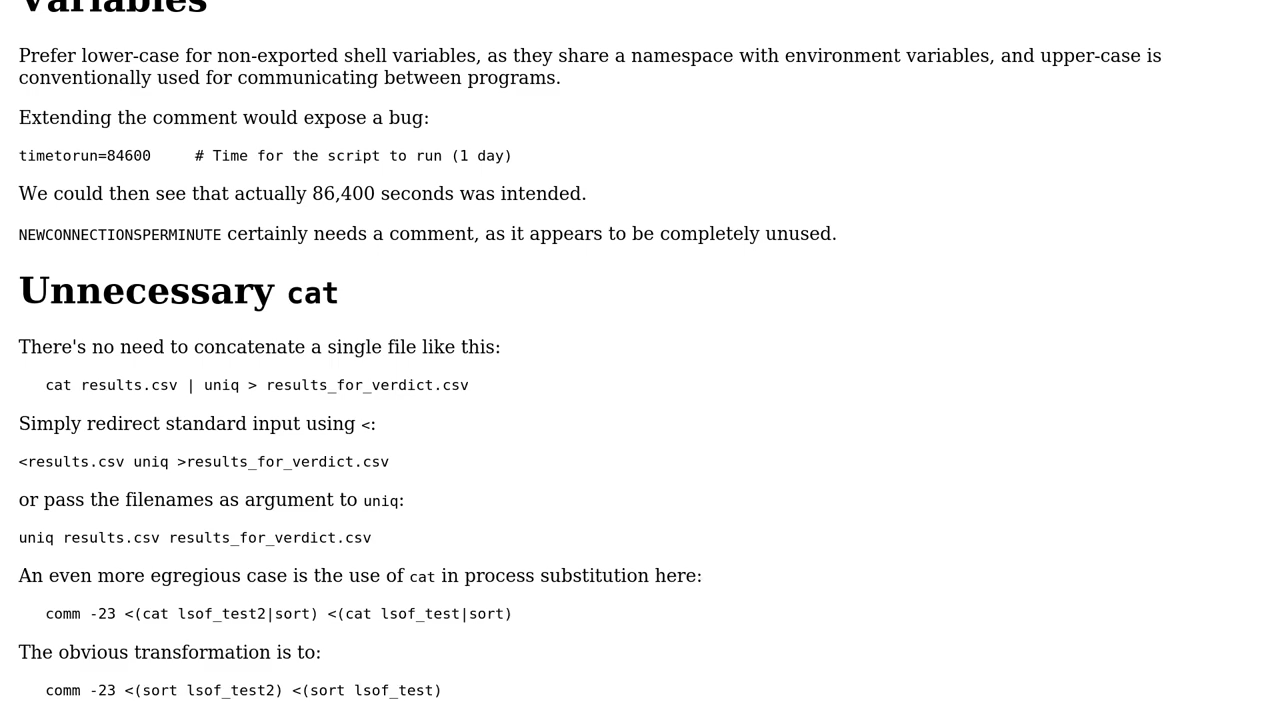 Variables
Prefer lower-case for non-exported shell variables, as they share a namespace with environment variables, and upper-case is
conventionally used for communicating between programs.
Extending the comment would expose a bug:
timetorun=84600     # Time for the script to run (1 day)
We could then see that actually 86,400 seconds was intended.
NEWCONNECTIONSPERMINUTE certainly needs a comment, as it appears to be completely unused.
Unnecessary cat
There's no need to concatenate a single file like this:
   cat results.csv | uniq > results_for_verdict.csv
Simply redirect standard input using <:
<results.csv uniq >results_for_verdict.csv
or pass the filenames as argument to uniq:
uniq results.csv results_for_verdict.csv
An even more egregious case is the use of cat in process substitution here:
   comm -23 <(cat lsof_test2|sort) <(cat lsof_test|sort)
The obvious transformation is to:
   comm -23 <(sort lsof_test2) <(sort lsof_test)